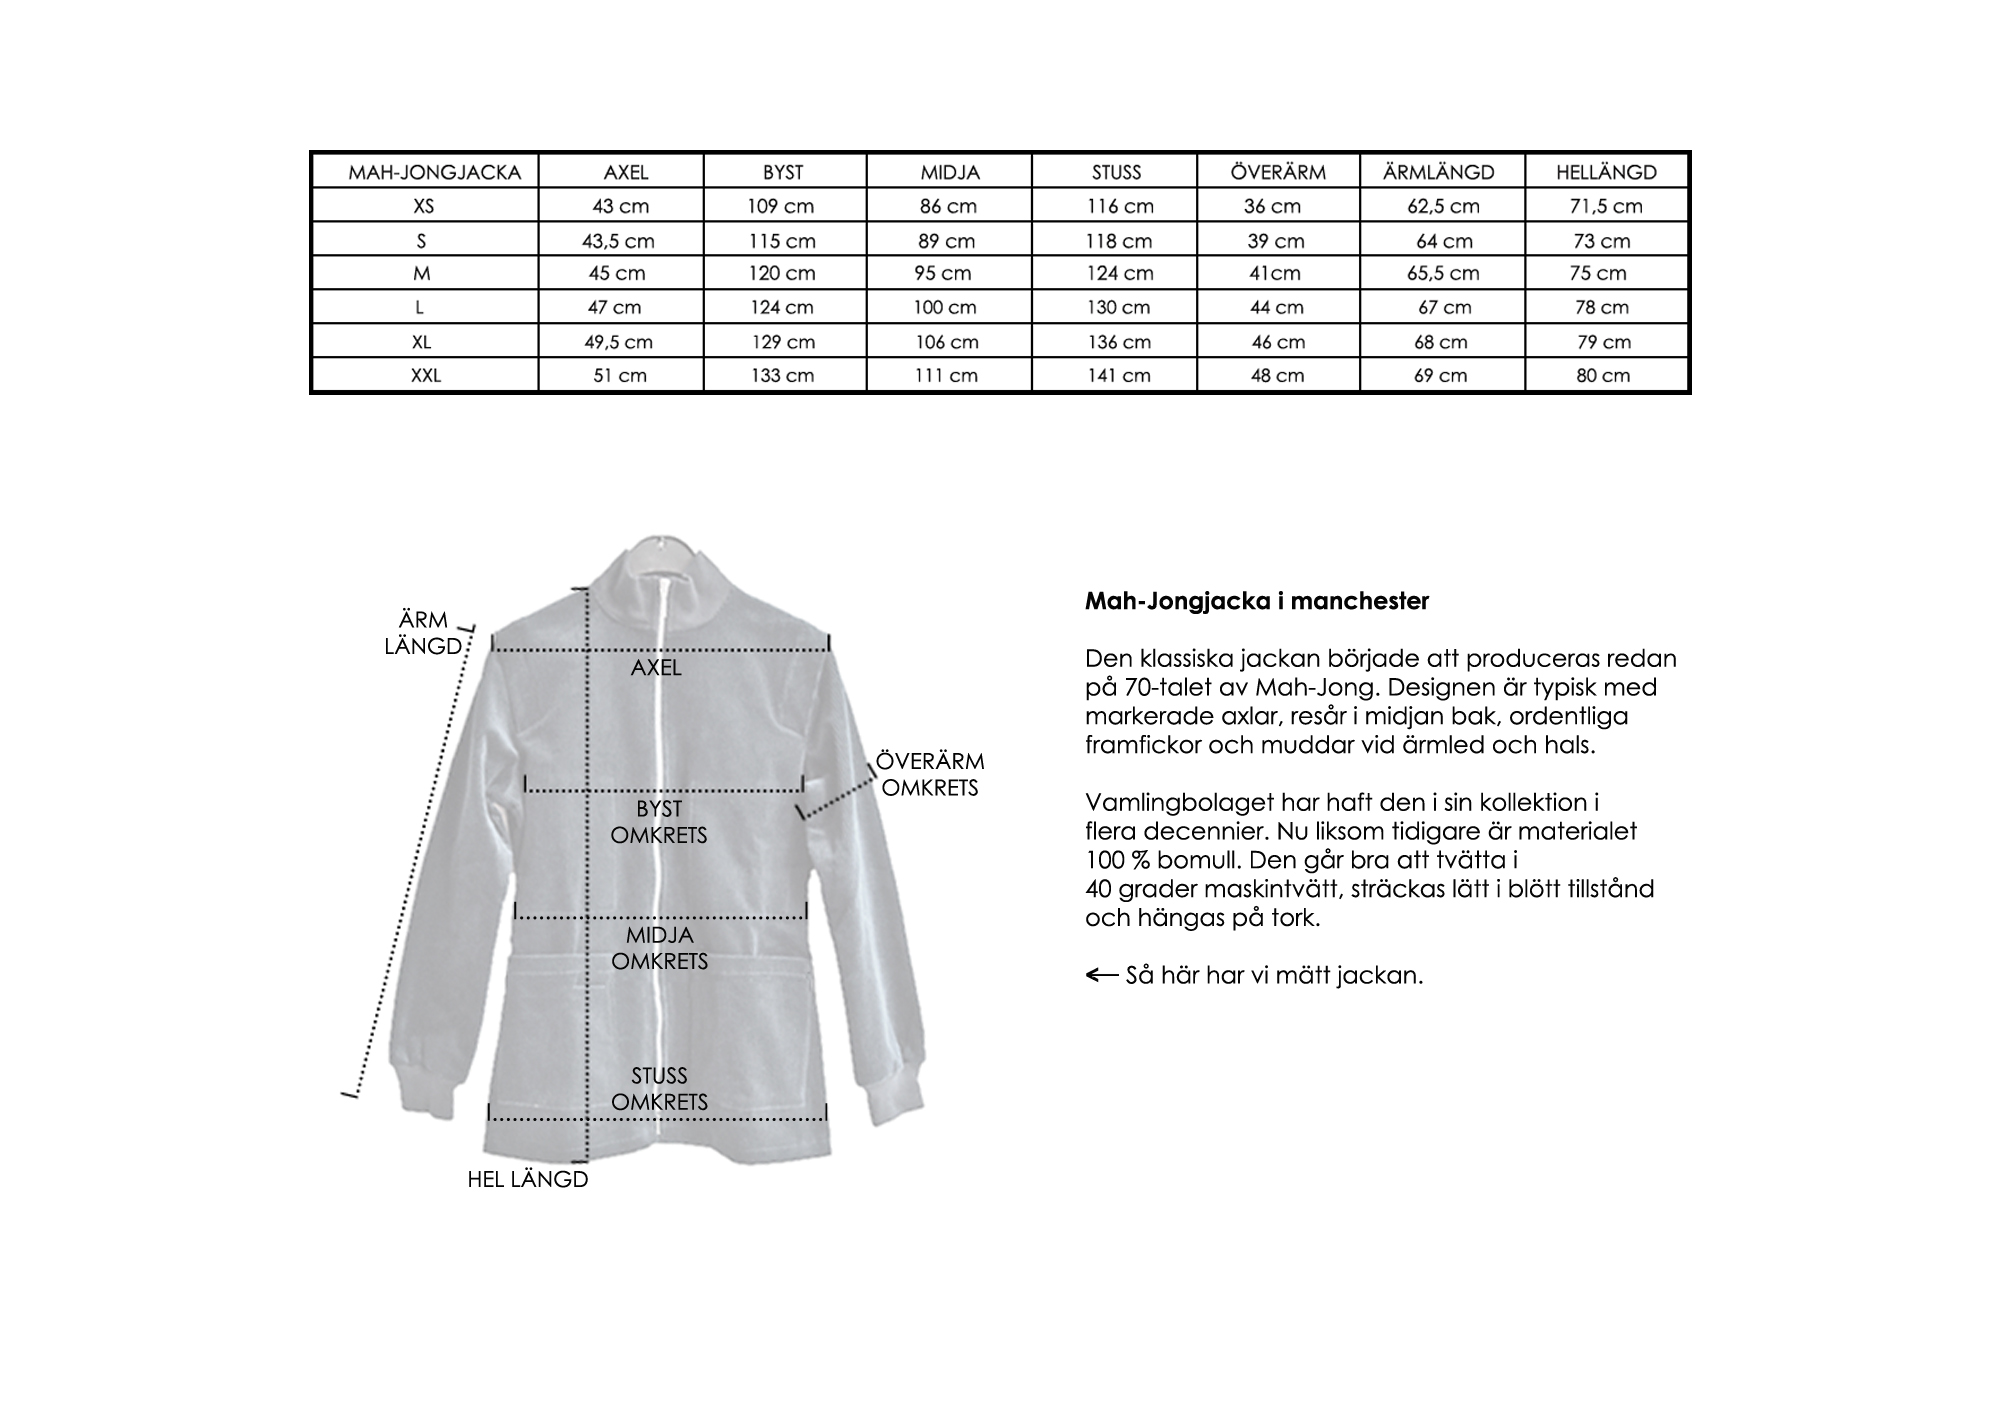 MAH-JONGJACKA AXEL BYST MIDJA STUSS ÖVERÄRM ÄRMLÄNGD HELLÄNGD
XS 43 cm 109 cm 86 cm 116 cm 36 cm 62,5 cm 71,5 cm
S 43,5 cm 115 cm 89 cm 118 cm 39 cm 64 cm 73 cm
M 45 cm 120 cm 95 cm 124 cm 41cm 65,5 cm 75 cm
L 47 cm 124 cm 100 cm 130 cm 44 cm 67 cm 78 cm
XL 49,5 cm 129 cm 106 cm 136 cm 46 cm 68 cm 79 cm
XXL 51 cm 133 cm 111 cm 141 cm 48 cm 69 cm 80 cm
ÄRM
LÄNGD
AXEL
ÖVERÄRM
OMKRETS
BYST
OMKRETS
MIDJA
OMKRETS
STUSS
OMKRETS
HEL LÄNGD
Mah-Jongjacka i manchester
Den klassiska jackan började att produceras redan
på 70-talet av Mah-Jong. Designen är typisk med
markerade axlar, resår i midjan bak, ordentliga
framfickor och muddar vid ärmled och hals.
Vamlingbolaget har haft den i sin kollektion i
flera decennier. Nu liksom tidigare är materialet
100 % bomull. Den går bra att tvätta i
40 grader maskintvätt, sträckas lätt i blött tillstånd
och hängas på tork.
← Så här har vi mätt jackan.